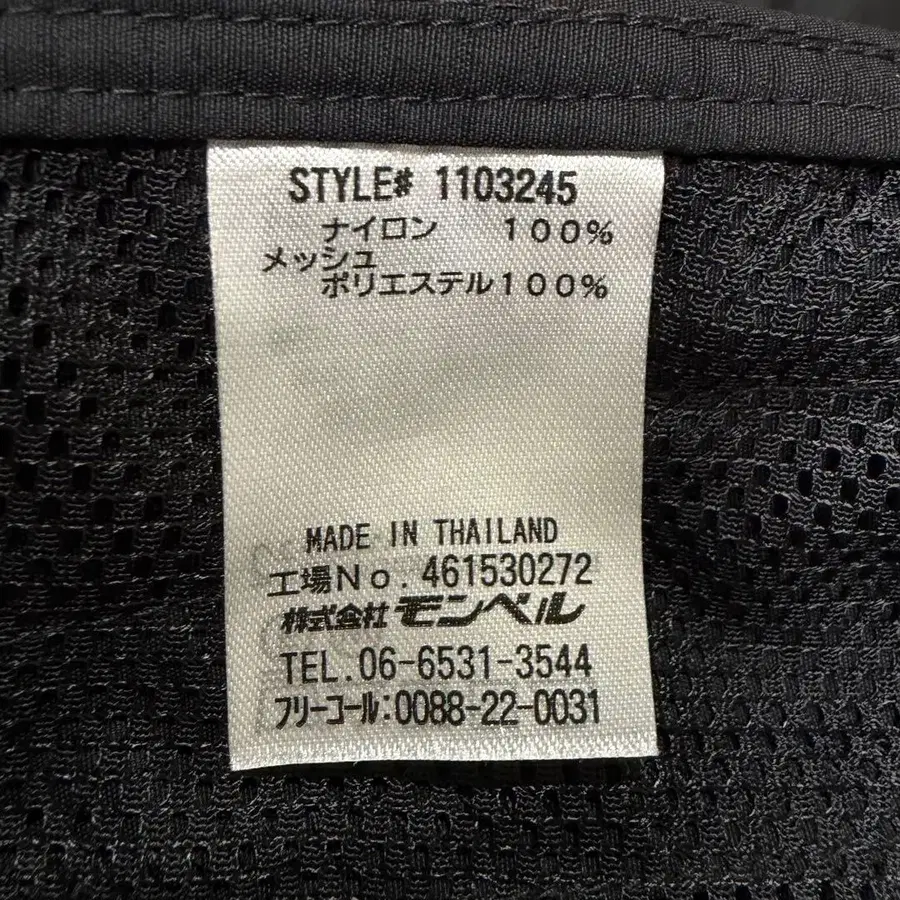 STYLE# 1103245
ナイロン 100%
メッシュ
ポリエステル100%
MADE IN THAILAND
工場No.461530272
株式会社モンベル
TEL.06-6531-3544
フリーコール:0088-22-0031